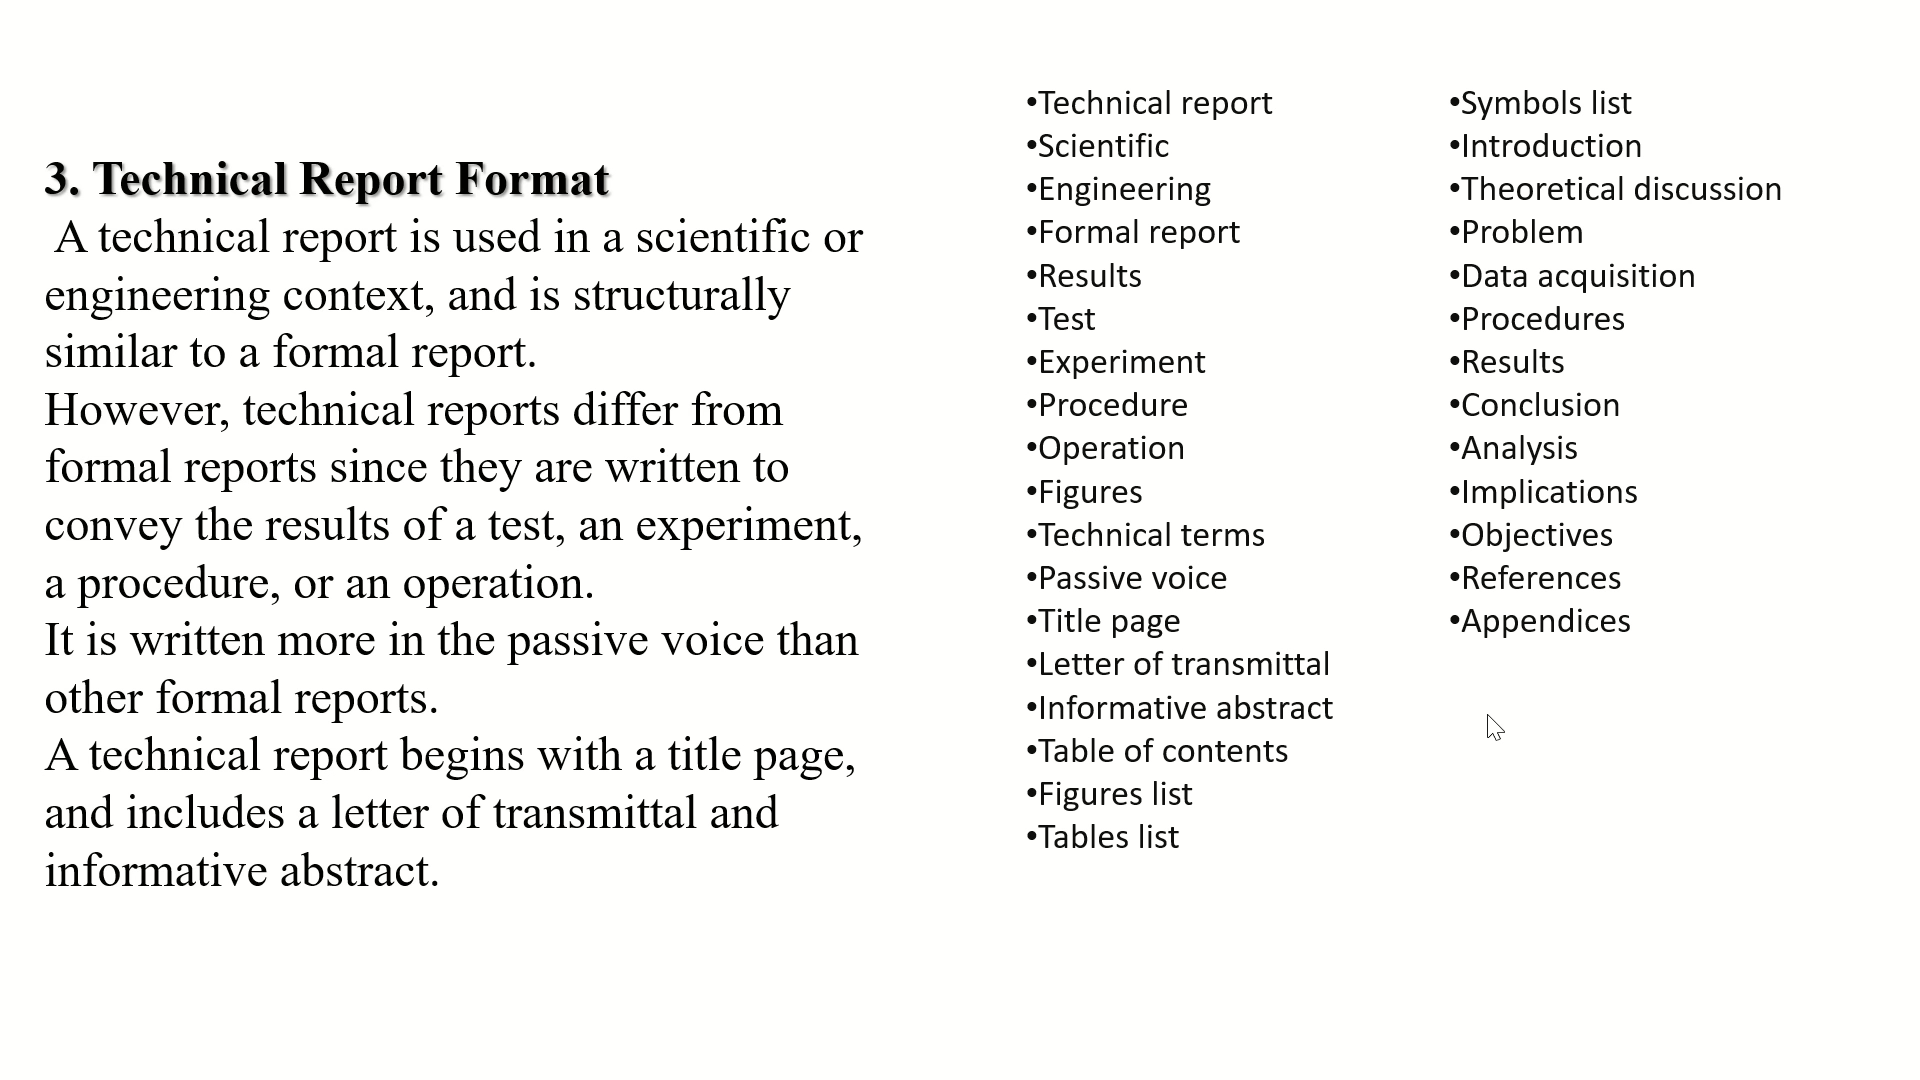 3. Technical Report Format
A technical report is used in a scientific or
engineering context, and is structurally
similar to a formal report.
However, technical reports differ from
formal reports since they are written to
convey the results of a test, an experiment,
a procedure, or an operation.
It is written more in the passive voice than
other formal reports.
A technical report begins with a title page,
and includes a letter of transmittal and
informative abstract.
•Technical report
•Scientific
•Engineering
•Formal report
•Results
•Test
•Experiment
•Procedure
•Operation
•Figures
•Technical terms
•Passive voice
•Title page
•Letter of transmittal
•Informative abstract
•Table of contents
•Figures list
•Tables list
•Symbols list
•Introduction
•Theoretical discussion
•Problem
•Data acquisition
•Procedures
•Results
•Conclusion
•Analysis
•Implications
•Objectives
•References
•Appendices